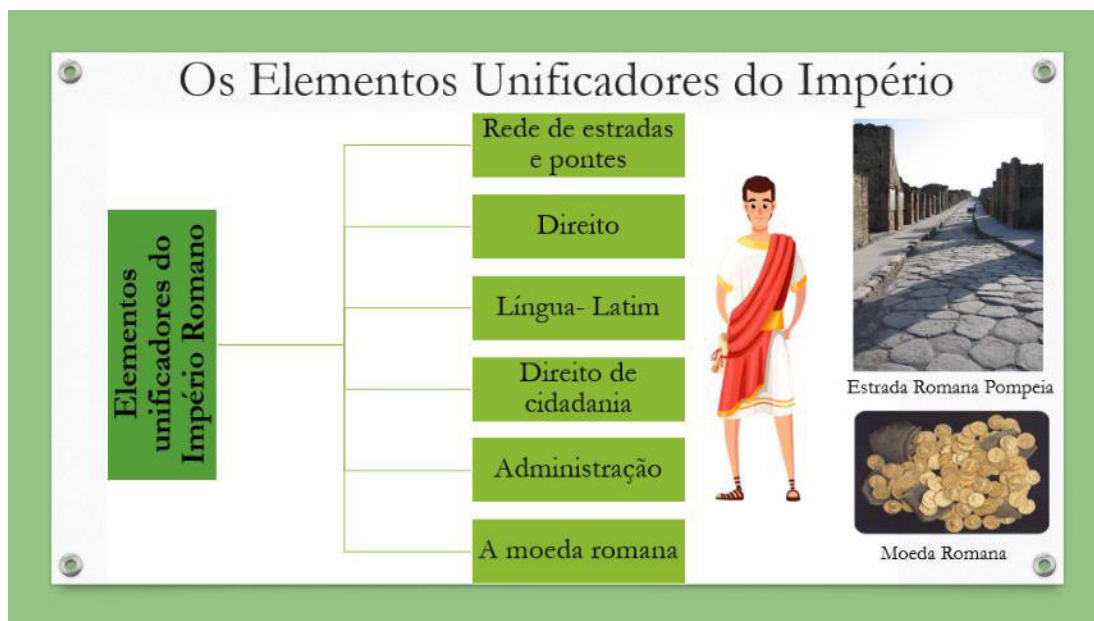 Os Elementos Unificadores do Império
Elementos
unificadores do
Império Romano
Rede de estradas
e pontes
Direito
Língua- Latim
Direito de
cidadania
Administração
A moeda romana
Estrada Romana Pompeia
Moeda Romana